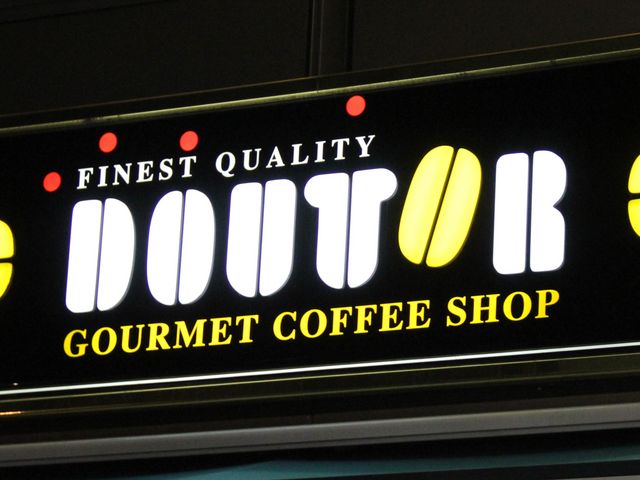 FINEST QUALITY
DOUTOR
GOURMET COFFEE SHOP